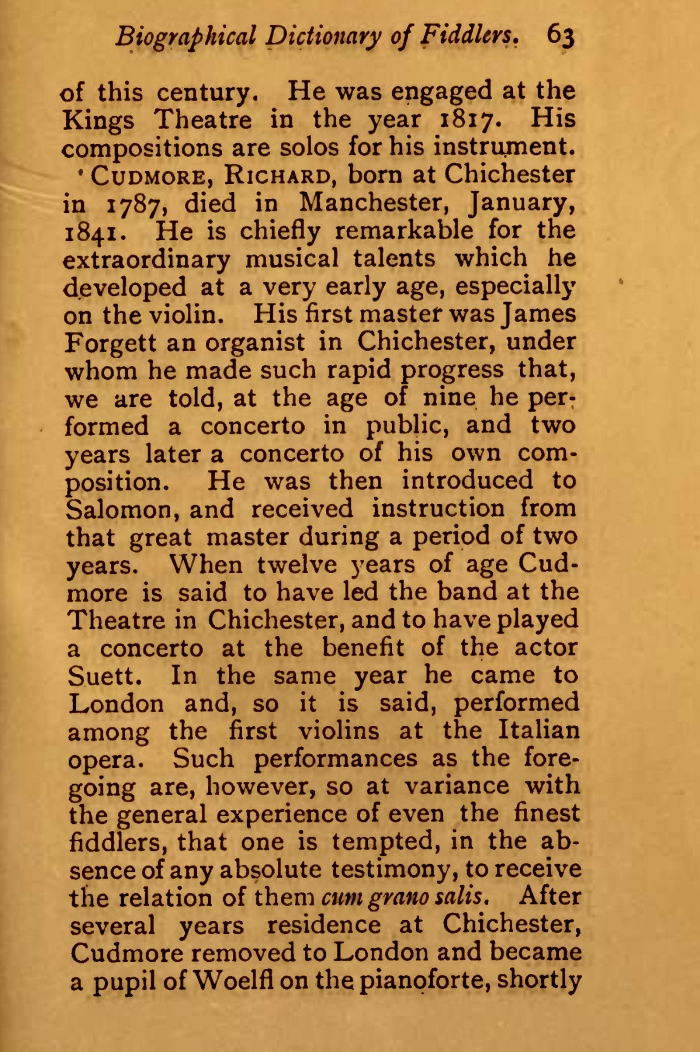 Biographical Dictionary of Fiddlers. 63
of this century. He was engaged at the
Kings Theatre in the year 1817. His
compositions are solos for his instrument.
CUDMORE, RICHARD, born at Chichester
in 1787, died in Manchester, January,
1841. He is chiefly remarkable for the
extraordinary musical talents which he
developed at a very early age, especially
on the violin. His first master was James
Forgett an organist in Chichester, under
whom he made such rapid progress that,
we are told, at the age of nine he per-
formed a concerto in public, and two
years later a concerto of his own com-
position. He was then introduced to
Salomon, and received instruction from
that great master during a period of two
years. When twelve years of age Cud-
more is said to have led the band at the
Theatre in Chichester, and to have played
a concerto at the benefit of the actor
Suett. In the same year he came to
London and, so it is said, performed
among the first violins at the Italian
opera. Such performances as the fore-
going are, however, so at variance with
the general experience of even the finest
fiddlers, that one is tempted, in the ab-
sence of any absolute testimony, to receive
the relation of them cum grano salis. After
several years residence at Chichester,
Cudmore removed to London and became
a pupil of Woelfl on the pianoforte, shortly